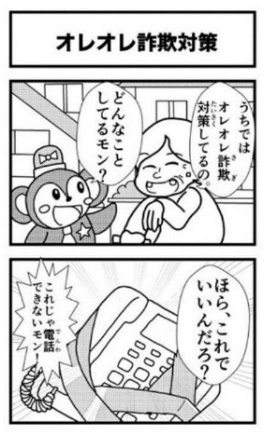 オレオレ詐欺対策
うちでは
オレオレ詐欺
対策してるの。
どんなこと
してるモン?
ほら、これで
いいんだろ?
これじゃ電話
できないモン!